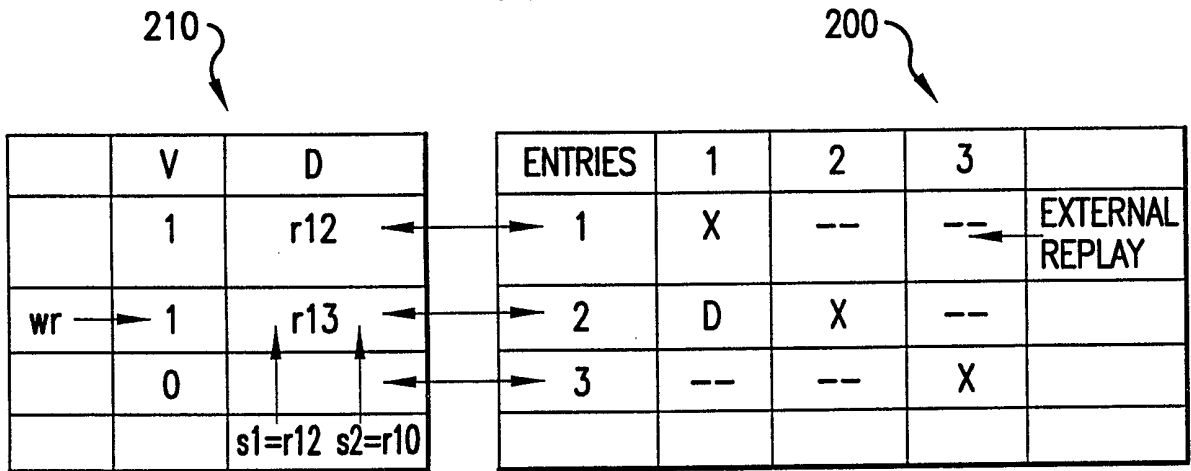 210 200
V D
1 r12
wr 1 r13
0
s1=r12 s2=r10
ENTRIES 1 2 3
1 X -- -- EXTERNAL
REPLAY
2 D X --
3 -- -- X